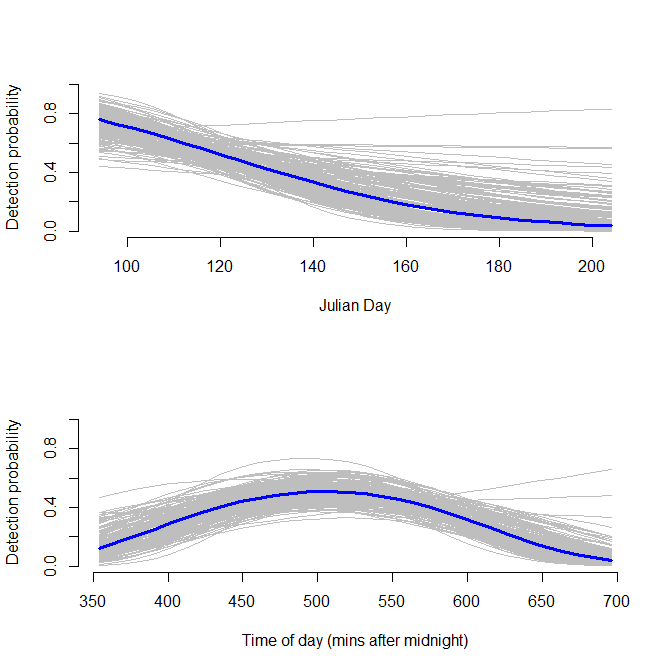 Detection probability
0.8
0.4
0.0
100 120 140 160 180 200
Julian Day
Detection probability
0.8
0.4
0.0
350 400 450 500 550 600 650 700
Time of day (mins after midnight)